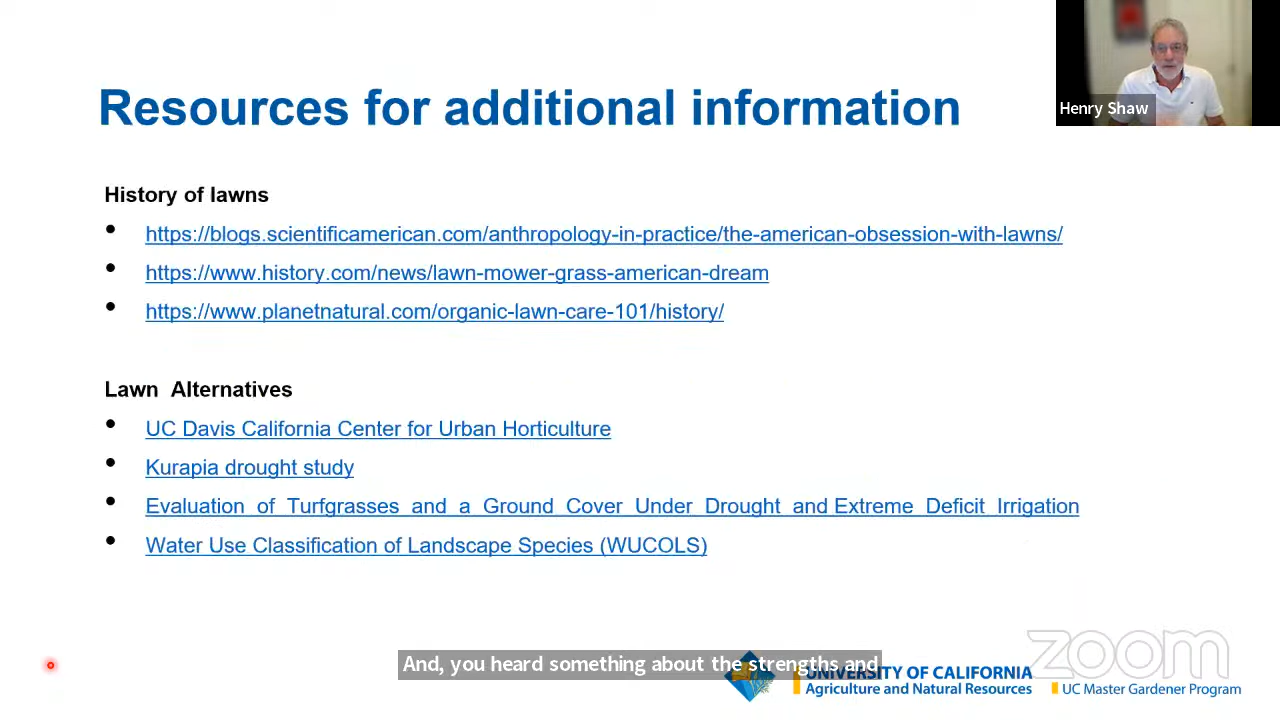 Resources for additional information
Henry Shaw
History of lawns
• https://blogs.scientificamerican.com/anthropology-in-practice/the-american-obsession-with-lawns/
• https://www.history.com/news/lawn-mower-grass-american-dream
• https://www.planetnatural.com/organic-lawn-care-101/history/
Lawn Alternatives
• UC Davis California Center for Urban Horticulture
• Kurapia drought study
• Evaluation of Turfgrasses and a Ground Cover Under Drought and Extreme Deficit Irrigation
• Water Use Classification of Landscape Species (WUCOLS)
And, you heard something about the strengths and
zoom
UNIVERSITY OF CALIFORNIA
Agriculture and Natural Resources
UC Master Gardener Program